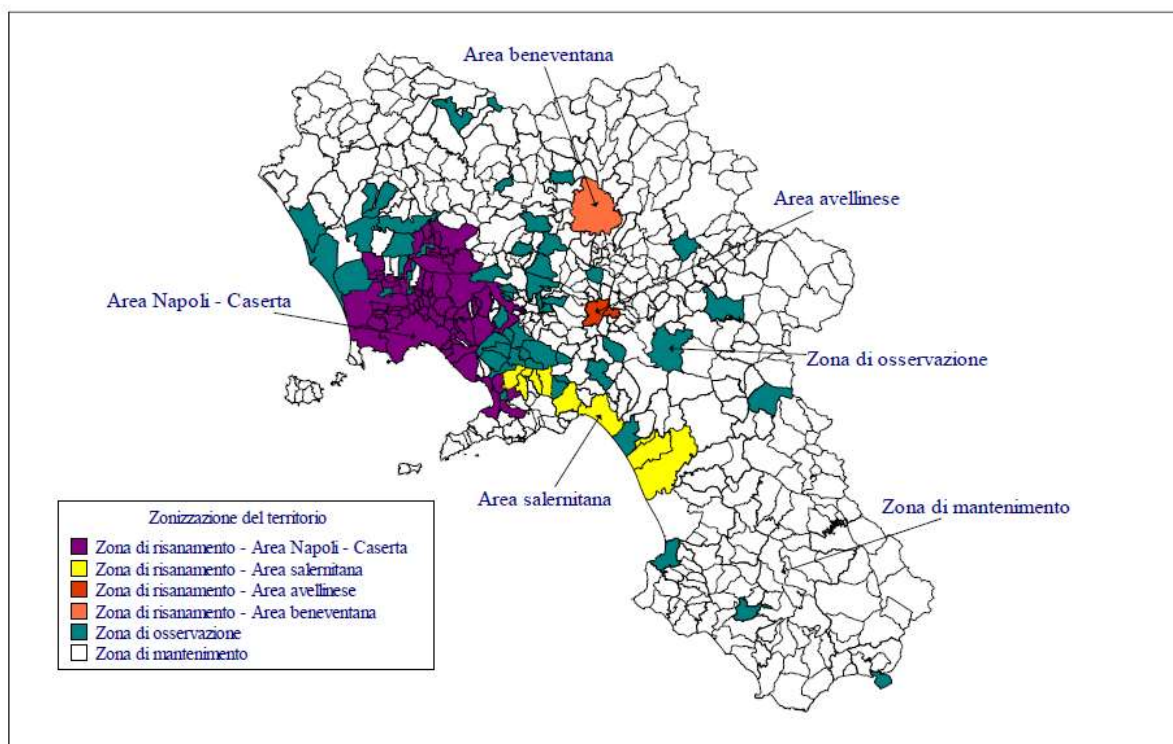 Area beneventana
Area avellinese
Area Napoli - Caserta
Zona di osservazione
Area salernitana
Zona di mantenimento
Zonizzazione del territorio
Zona di risanamento - Area Napoli - Caserta
Zona di risanamento - Area salernitana
Zona di risanamento - Area avellinese
Zona di risanamento - Area beneventana
Zona di osservazione
Zona di mantenimento